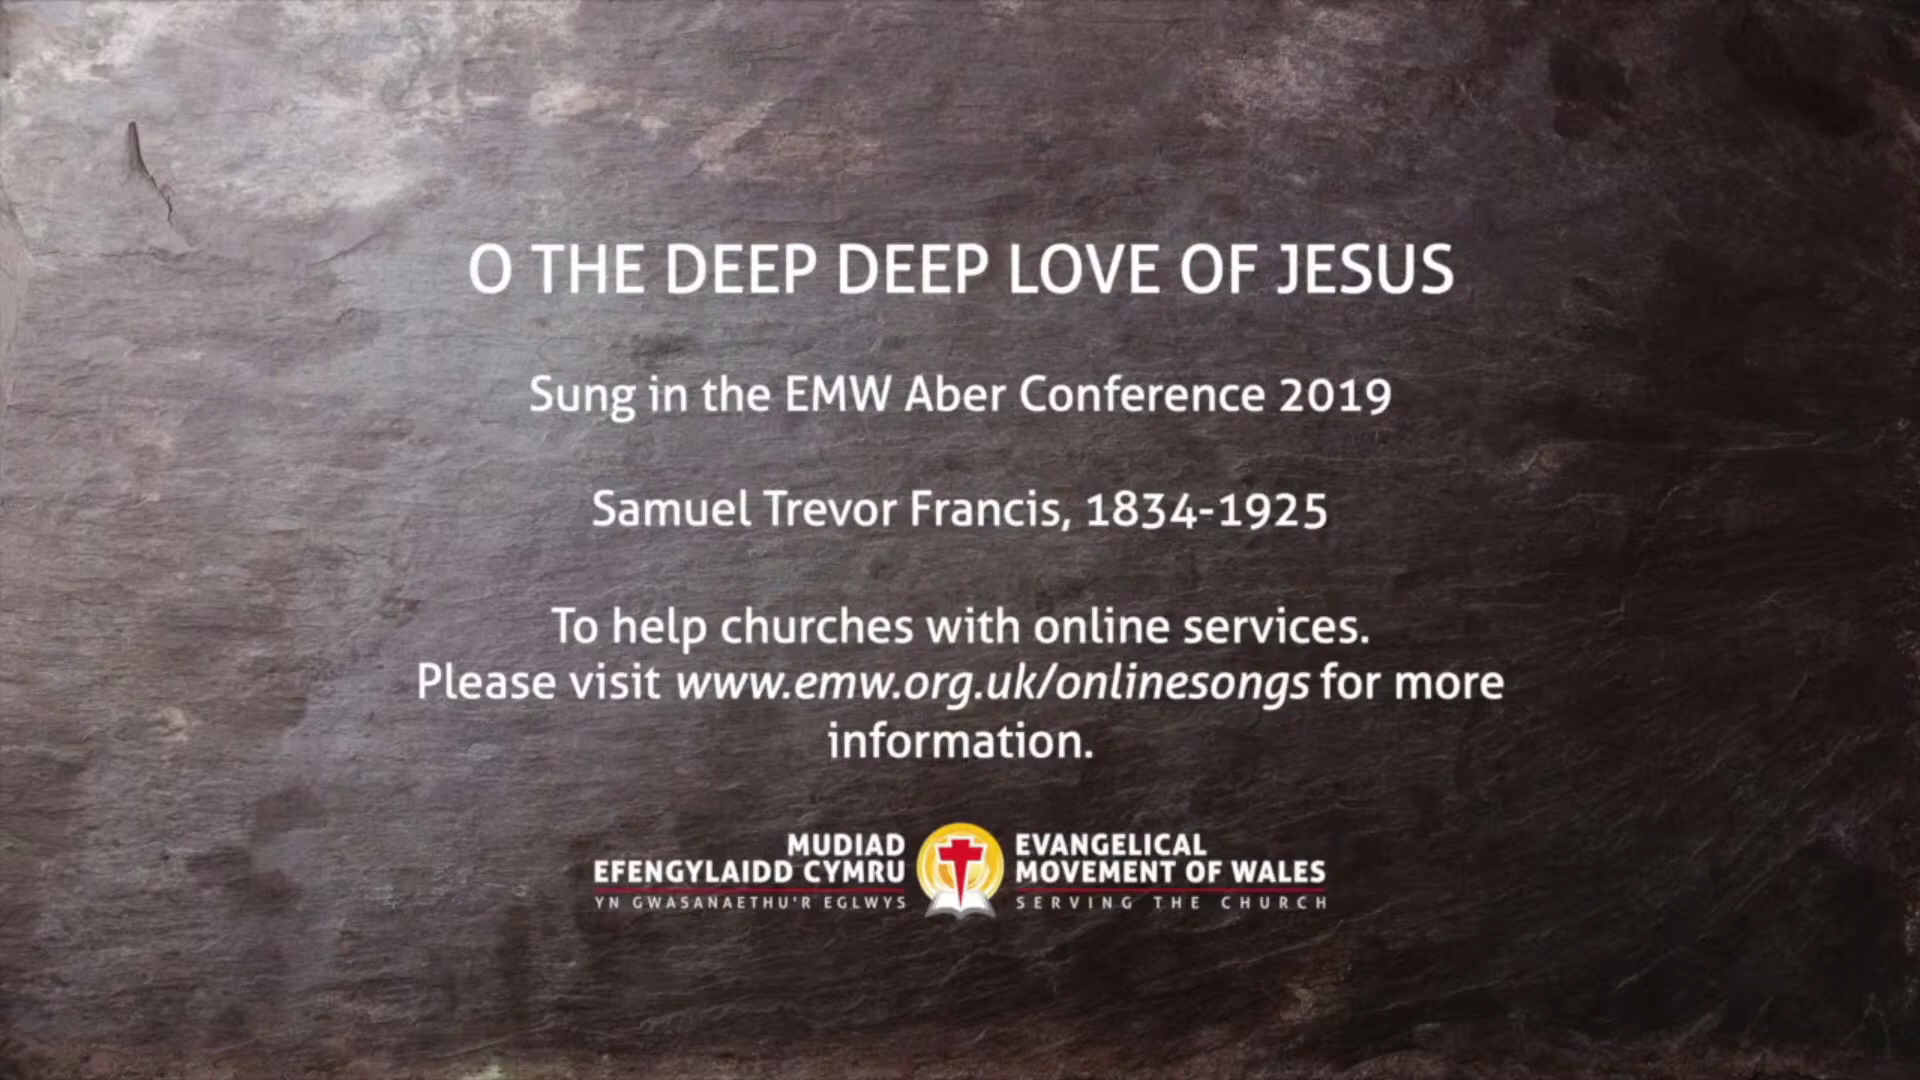 O THE DEEP DEEP LOVE OF JESUS
Sung in the EMW Aber Conference 2019
Samuel Trevor Francis, 1834-1925
To help churches with online services.
Please visit www.emw.org.uk/onlinesongs for more
information.
MUDIAD
EFENGYLAIDD CYMRU
YN GWASANAETHU'R EGLWYS
EVANGELICAL
MOVEMENT OF WALES
SERVING THE CHURCH